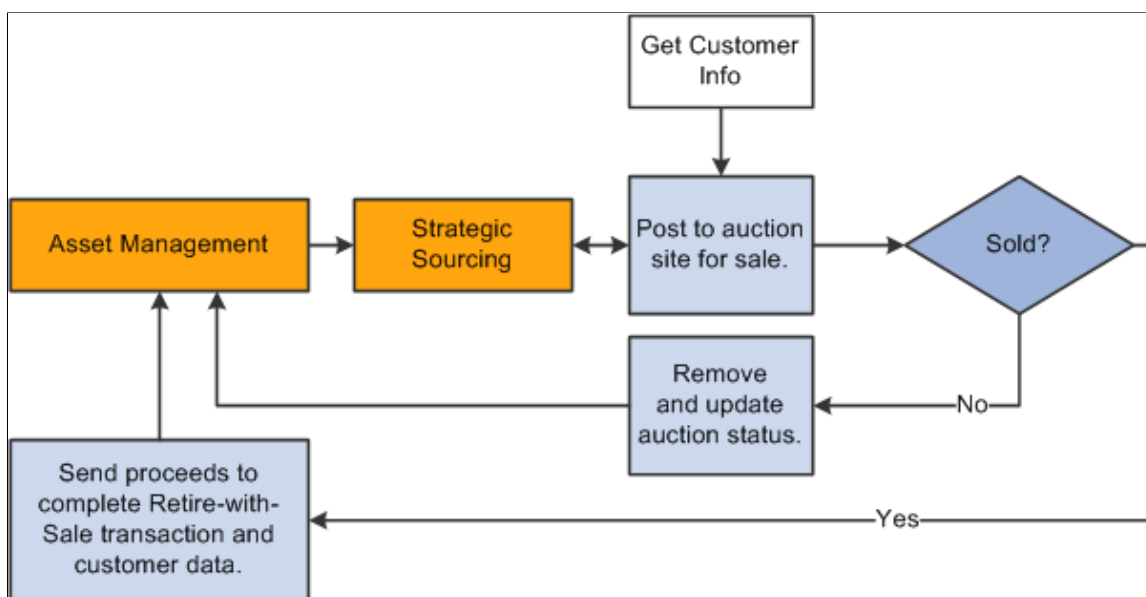 Get Customer
Info
Asset Management
Strategic
Sourcing
Post to auction
site for sale.
Sold?
Remove
and update
auction status.
No
Send proceeds to
complete Retire-with-
Sale transaction and
customer data.
Yes